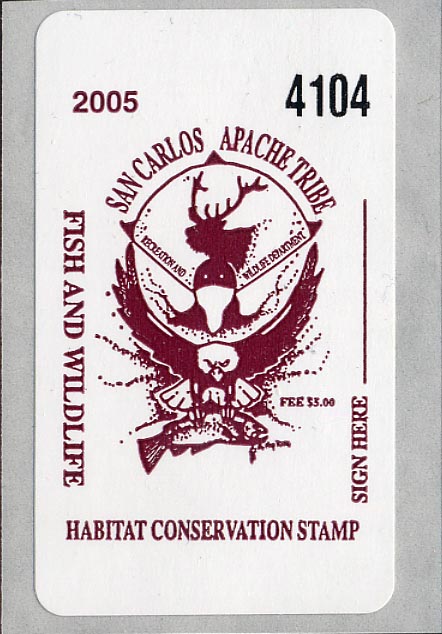 2005
4104
SAN CARLOS APACHE TRIBE
RECREATION AND
WILDLIFE DEPARTMENT
FISH AND WILDLIFE
FEE $5.00
SIGN HERE
HABITAT CONSERVATION STAMP